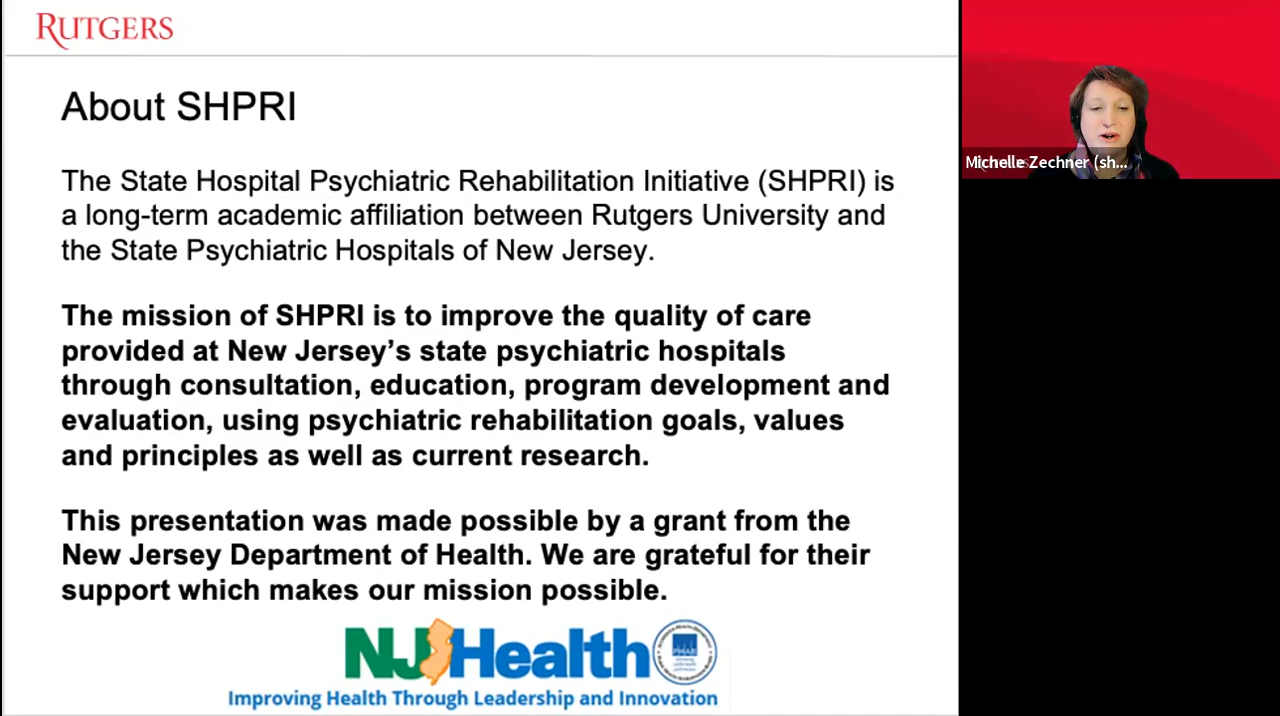 RUTGERS
About SHPRI
The State Hospital Psychiatric Rehabilitation Initiative (SHPRI) is
a long-term academic affiliation between Rutgers University and
the State Psychiatric Hospitals of New Jersey.
The mission of SHPRI is to improve the quality of care
provided at New Jersey’s state psychiatric hospitals
through consultation, education, program development and
evaluation, using psychiatric rehabilitation goals, values
and principles as well as current research.
This presentation was made possible by a grant from the
New Jersey Department of Health. We are grateful for their
support which makes our mission possible.
NJHealth
PHAB
Improving Health Through Leadership and Innovation
Michelle Zechner (sh...